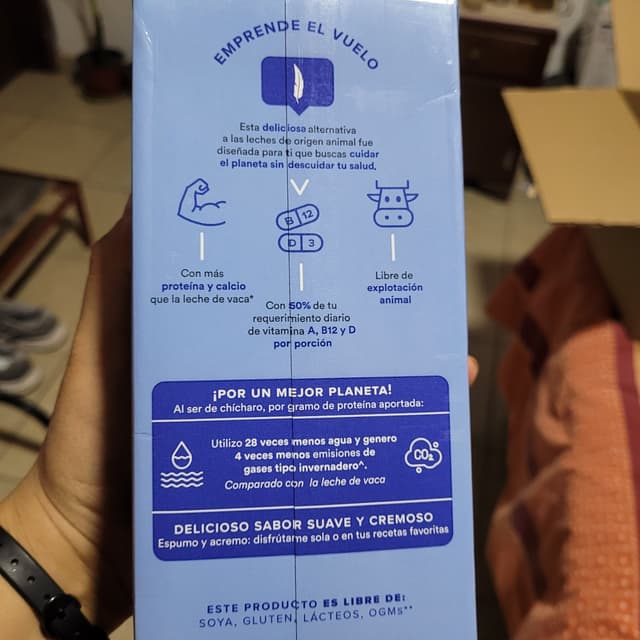 EMPRENDE EL VUELO
Esta deliciosa alternativa
a las leches de origen animal fue
diseñada para ti que buscas cuidar
el planeta sin descuidar tu salud.
B 12
D 3
Con más
proteína y calcio
que la leche de vaca*
Con 50% de tu
requerimiento diario
de vitamina A, B12 y D
por porción
Libre de
explotación
animal
¡POR UN MEJOR PLANETA!
Al ser de chícharo, por gramo de proteína aportada:
Utilizo 28 veces menos agua y genero
4 veces menos emisiones de
gases tipo invernadero^.
Comparado con la leche de vaca
CO₂
DELICIOSO SABOR SUAVE Y CREMOSO
Espumo y acremo: disfrútame sola o en tus recetas favoritas
ESTE PRODUCTO ES LIBRE DE:
SOYA, GLUTEN, LÁCTEOS, OGMs**